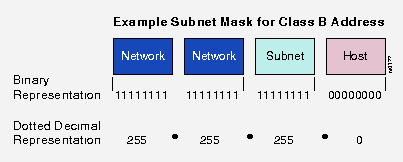 Example Subnet Mask for Class B Address
Network Network Subnet Host
Binary
Representation 11111111 11111111 11111111 00000000
Dotted Decimal
Representation 255 • 255 • 255 • 0